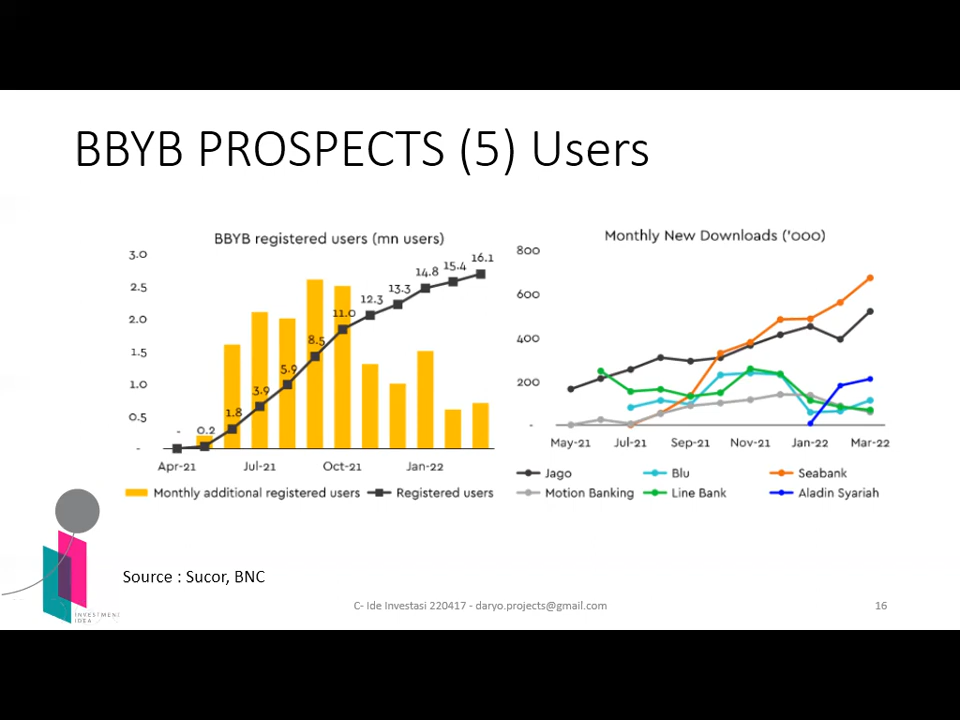 BBYB PROSPECTS (5) Users
BBYB registered users (mn users)
3.0
2.5
2.0
1.5
1.0
0.5
-
-
0.2
1.8
3.9
5.9
8.5
11.0
12.3
13.3
14.8
15.4
16.1
Apr-21 Jul-21 Oct-21 Jan-22
Monthly additional registered users Registered users
Monthly New Downloads ('000)
800
600
400
200
-
May-21 Jul-21 Sep-21 Nov-21 Jan-22 Mar-22
Jago Blu Seabank
Motion Banking Line Bank Aladin Syariah
Source : Sucor, BNC
INVESTMENT
IDEA
C- Ide Investasi 220417 - daryo.projects@gmail.com
16